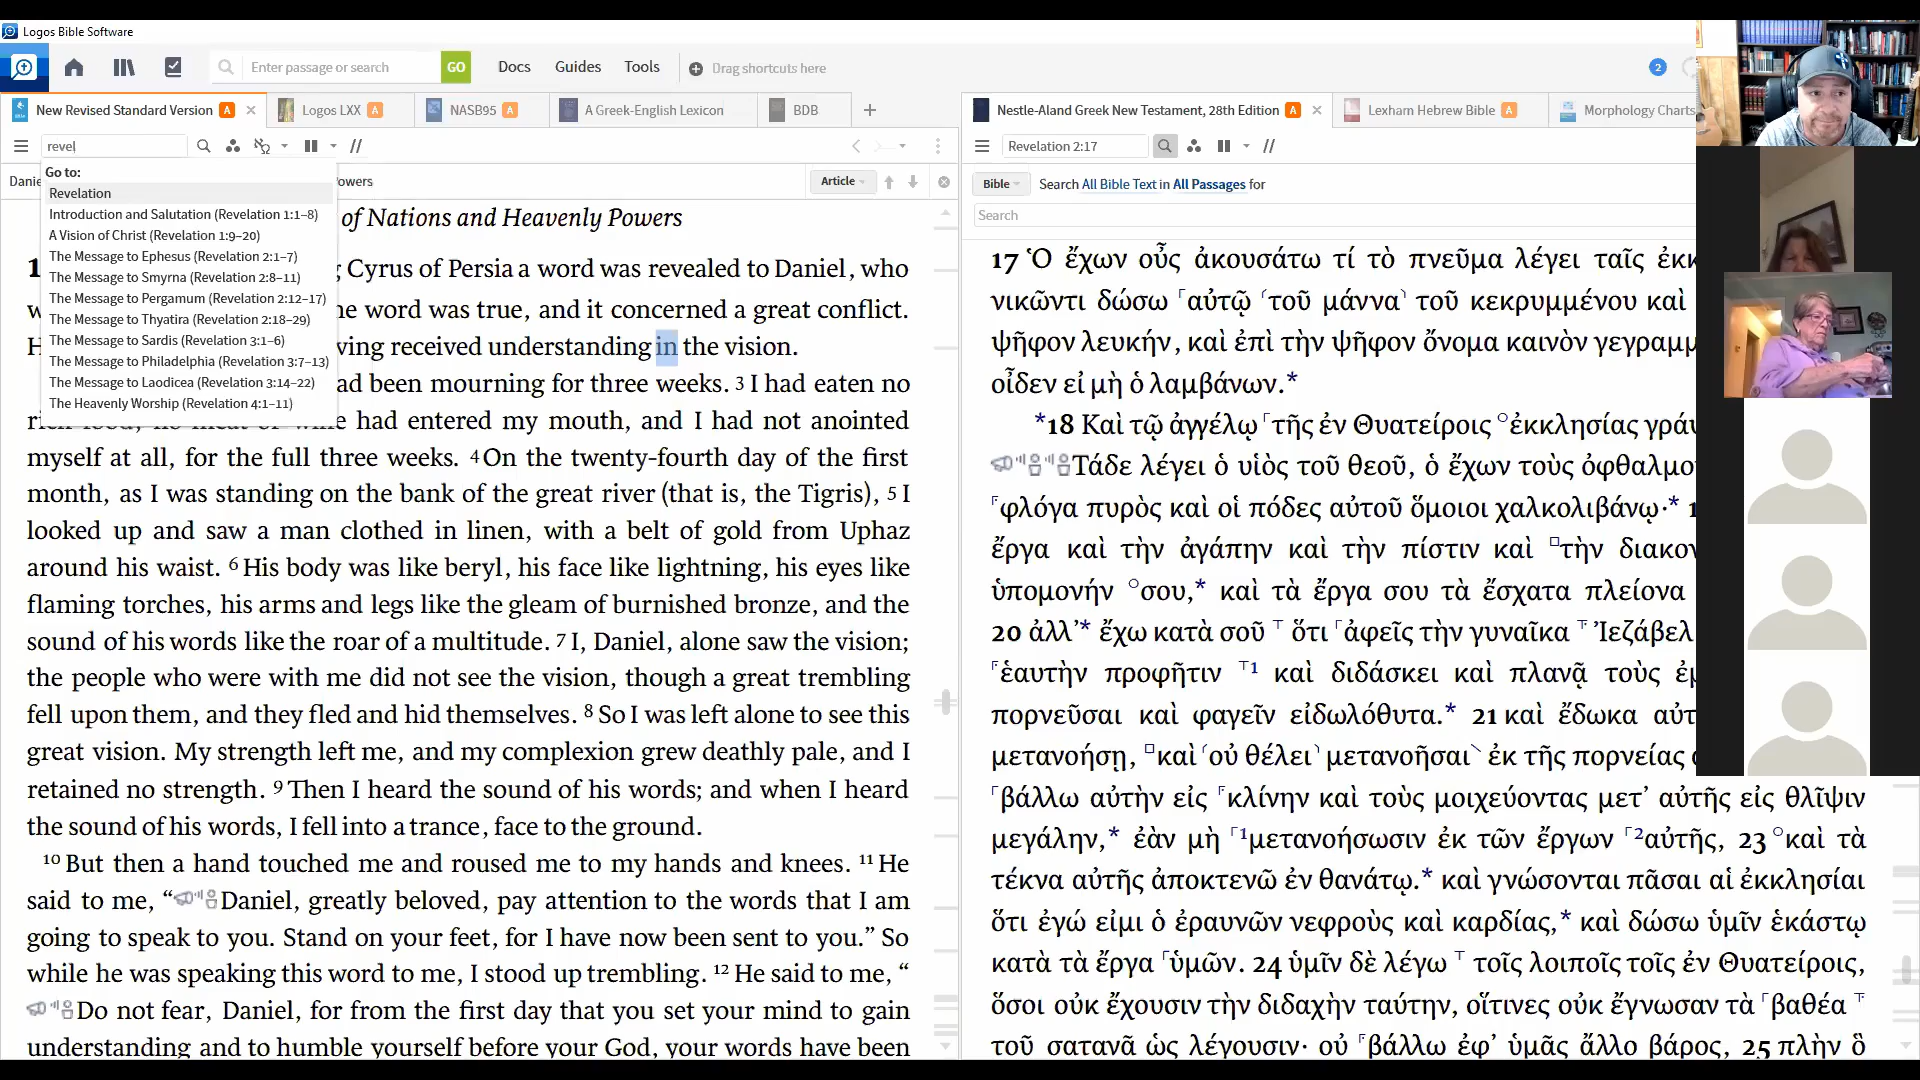 Logos Bible Software
Enter passage or search
GO
Docs
Guides
Tools
Drag shortcuts here
2
New Revised Standard Version A
Logos LXX A
NASB95 A
A Greek-English Lexicon
BDB
revel
Go to:
Revelation
Introduction and Salutation (Revelation 1:1–8)
A Vision of Christ (Revelation 1:9–20)
The Message to Ephesus (Revelation 2:1–7)
The Message to Smyrna (Revelation 2:8–11)
The Message to Pergamum (Revelation 2:12–17)
The Message to Thyatira (Revelation 2:18–29)
The Message to Sardis (Revelation 3:1–6)
The Message to Philadelphia (Revelation 3:7–13)
The Message to Laodicea (Revelation 3:14–22)
The Heavenly Worship (Revelation 4:1–11)
Article
of Nations and Heavenly Powers
Cyrus of Persia a word was revealed to Daniel, who
word was true, and it concerned a great conflict.
received understanding in the vision.
been mourning for three weeks. 3 I had eaten no
had entered my mouth, and I had not anointed
myself at all, for the full three weeks. 4 On the twenty-fourth day of the first
month, as I was standing on the bank of the great river (that is, the Tigris), 5 I
looked up and saw a man clothed in linen, with a belt of gold from Uphaz
around his waist. 6 His body was like beryl, his face like lightning, his eyes like
flaming torches, his arms and legs like the gleam of burnished bronze, and the
sound of his words like the roar of a multitude. 7 I, Daniel, alone saw the vision;
the people who were with me did not see the vision, though a great trembling
fell upon them, and they fled and hid themselves. 8 So I was left alone to see this
great vision. My strength left me, and my complexion grew deathly pale, and I
retained no strength. 9 Then I heard the sound of his words; and when I heard
the sound of his words, I fell into a trance, face to the ground.
10 But then a hand touched me and roused me to my hands and knees. 11 He
said to me, “Daniel, greatly beloved, pay attention to the words that I am
going to speak to you. Stand on your feet, for I have now been sent to you.” So
while he was speaking this word to me, I stood up trembling. 12 He said to me, “
Do not fear, Daniel, for from the first day that you set your mind to gain
understanding and to humble yourself before your God, your words have been
Nestle-Aland Greek New Testament, 28th Edition A
Lexham Hebrew Bible A
Morphology Charts
Revelation 2:17
Bible
Search All Bible Text in All Passages for
Search
17 Ὁ ἔχων οὖς ἀκουσάτω τί τὸ πνεῦμα λέγει ταῖς ἐκκ
νικῶντι δώσω ⸀αὐτῷ ⸂τοῦ μάννα⸃ τοῦ κεκρυμμένου καὶ
ψῆφον λευκήν, καὶ ἐπὶ τὴν ψῆφον ὄνομα καινὸν γεγραμμ
οἶδεν εἰ μὴ ὁ λαμβάνων.*
*18 Καὶ τῷ ἀγγέλῳ ⸀τῆς ἐν Θυατείροις ⸰ἐκκλησίας γράψ
Τάδε λέγει ὁ υἱὸς τοῦ θεοῦ, ὁ ἔχων τοὺς ὀφθαλμο
⸀φλόγα πυρὸς καὶ οἱ πόδες αὐτοῦ ὅμοιοι χαλκολιβάνῳ·* 1
ἔργα καὶ τὴν ἀγάπην καὶ τὴν πίστιν καὶ ⸋τὴν διακον
ὑπομονήν ⸰σου,* καὶ τὰ ἔργα σου τὰ ἔσχατα πλείονα
20 ἀλλ’* ἔχω κατὰ σοῦ ⸆ ὅτι ⸀ἀφεῖς τὴν γυναῖκα ⸇ Ἰεζάβελ
⸀ἑαυτὴν προφῆτιν ⸆1 καὶ διδάσκει καὶ πλανᾷ τοὺς ἐμ
πορνεῦσαι καὶ φαγεῖν εἰδωλόθυτα.* 21 καὶ ἔδωκα αὐτ
μετανοήσῃ, ⸋καὶ ⸂οὐ θέλει⸃ μετανοῆσαι⸌ ἐκ τῆς πορνείας α
⸀βάλλω αὐτὴν εἰς ⸀κλίνην καὶ τοὺς μοιχεύοντας μετ’ αὐτῆς εἰς θλῖψιν
μεγάλην,* ἐὰν μὴ ⸀1μετανοήσωσιν ἐκ τῶν ἔργων ⸀2αὐτῆς, 23 ⸰καὶ τὰ
τέκνα αὐτῆς ἀποκτενῶ ἐν θανάτῳ.* καὶ γνώσονται πᾶσαι αἱ ἐκκλησίαι
ὅτι ἐγώ εἰμι ὁ ἐραυνῶν νεφροὺς καὶ καρδίας,* καὶ δώσω ὑμῖν ἑκάστῳ
κατὰ τὰ ἔργα ⸀ὑμῶν. 24 ὑμῖν δὲ λέγω ⸆ τοῖς λοιποῖς τοῖς ἐν Θυατείροις,
ὅσοι οὐκ ἔχουσιν τὴν διδαχὴν ταύτην, οἵτινες οὐκ ἔγνωσαν τὰ ⸀βαθέα ⸆
τοῦ σατανᾶ ὡς λέγουσιν· οὐ ⸀βάλλω ἐφ’ ὑμᾶς ἄλλο βάρος, 25 πλὴν ὃ